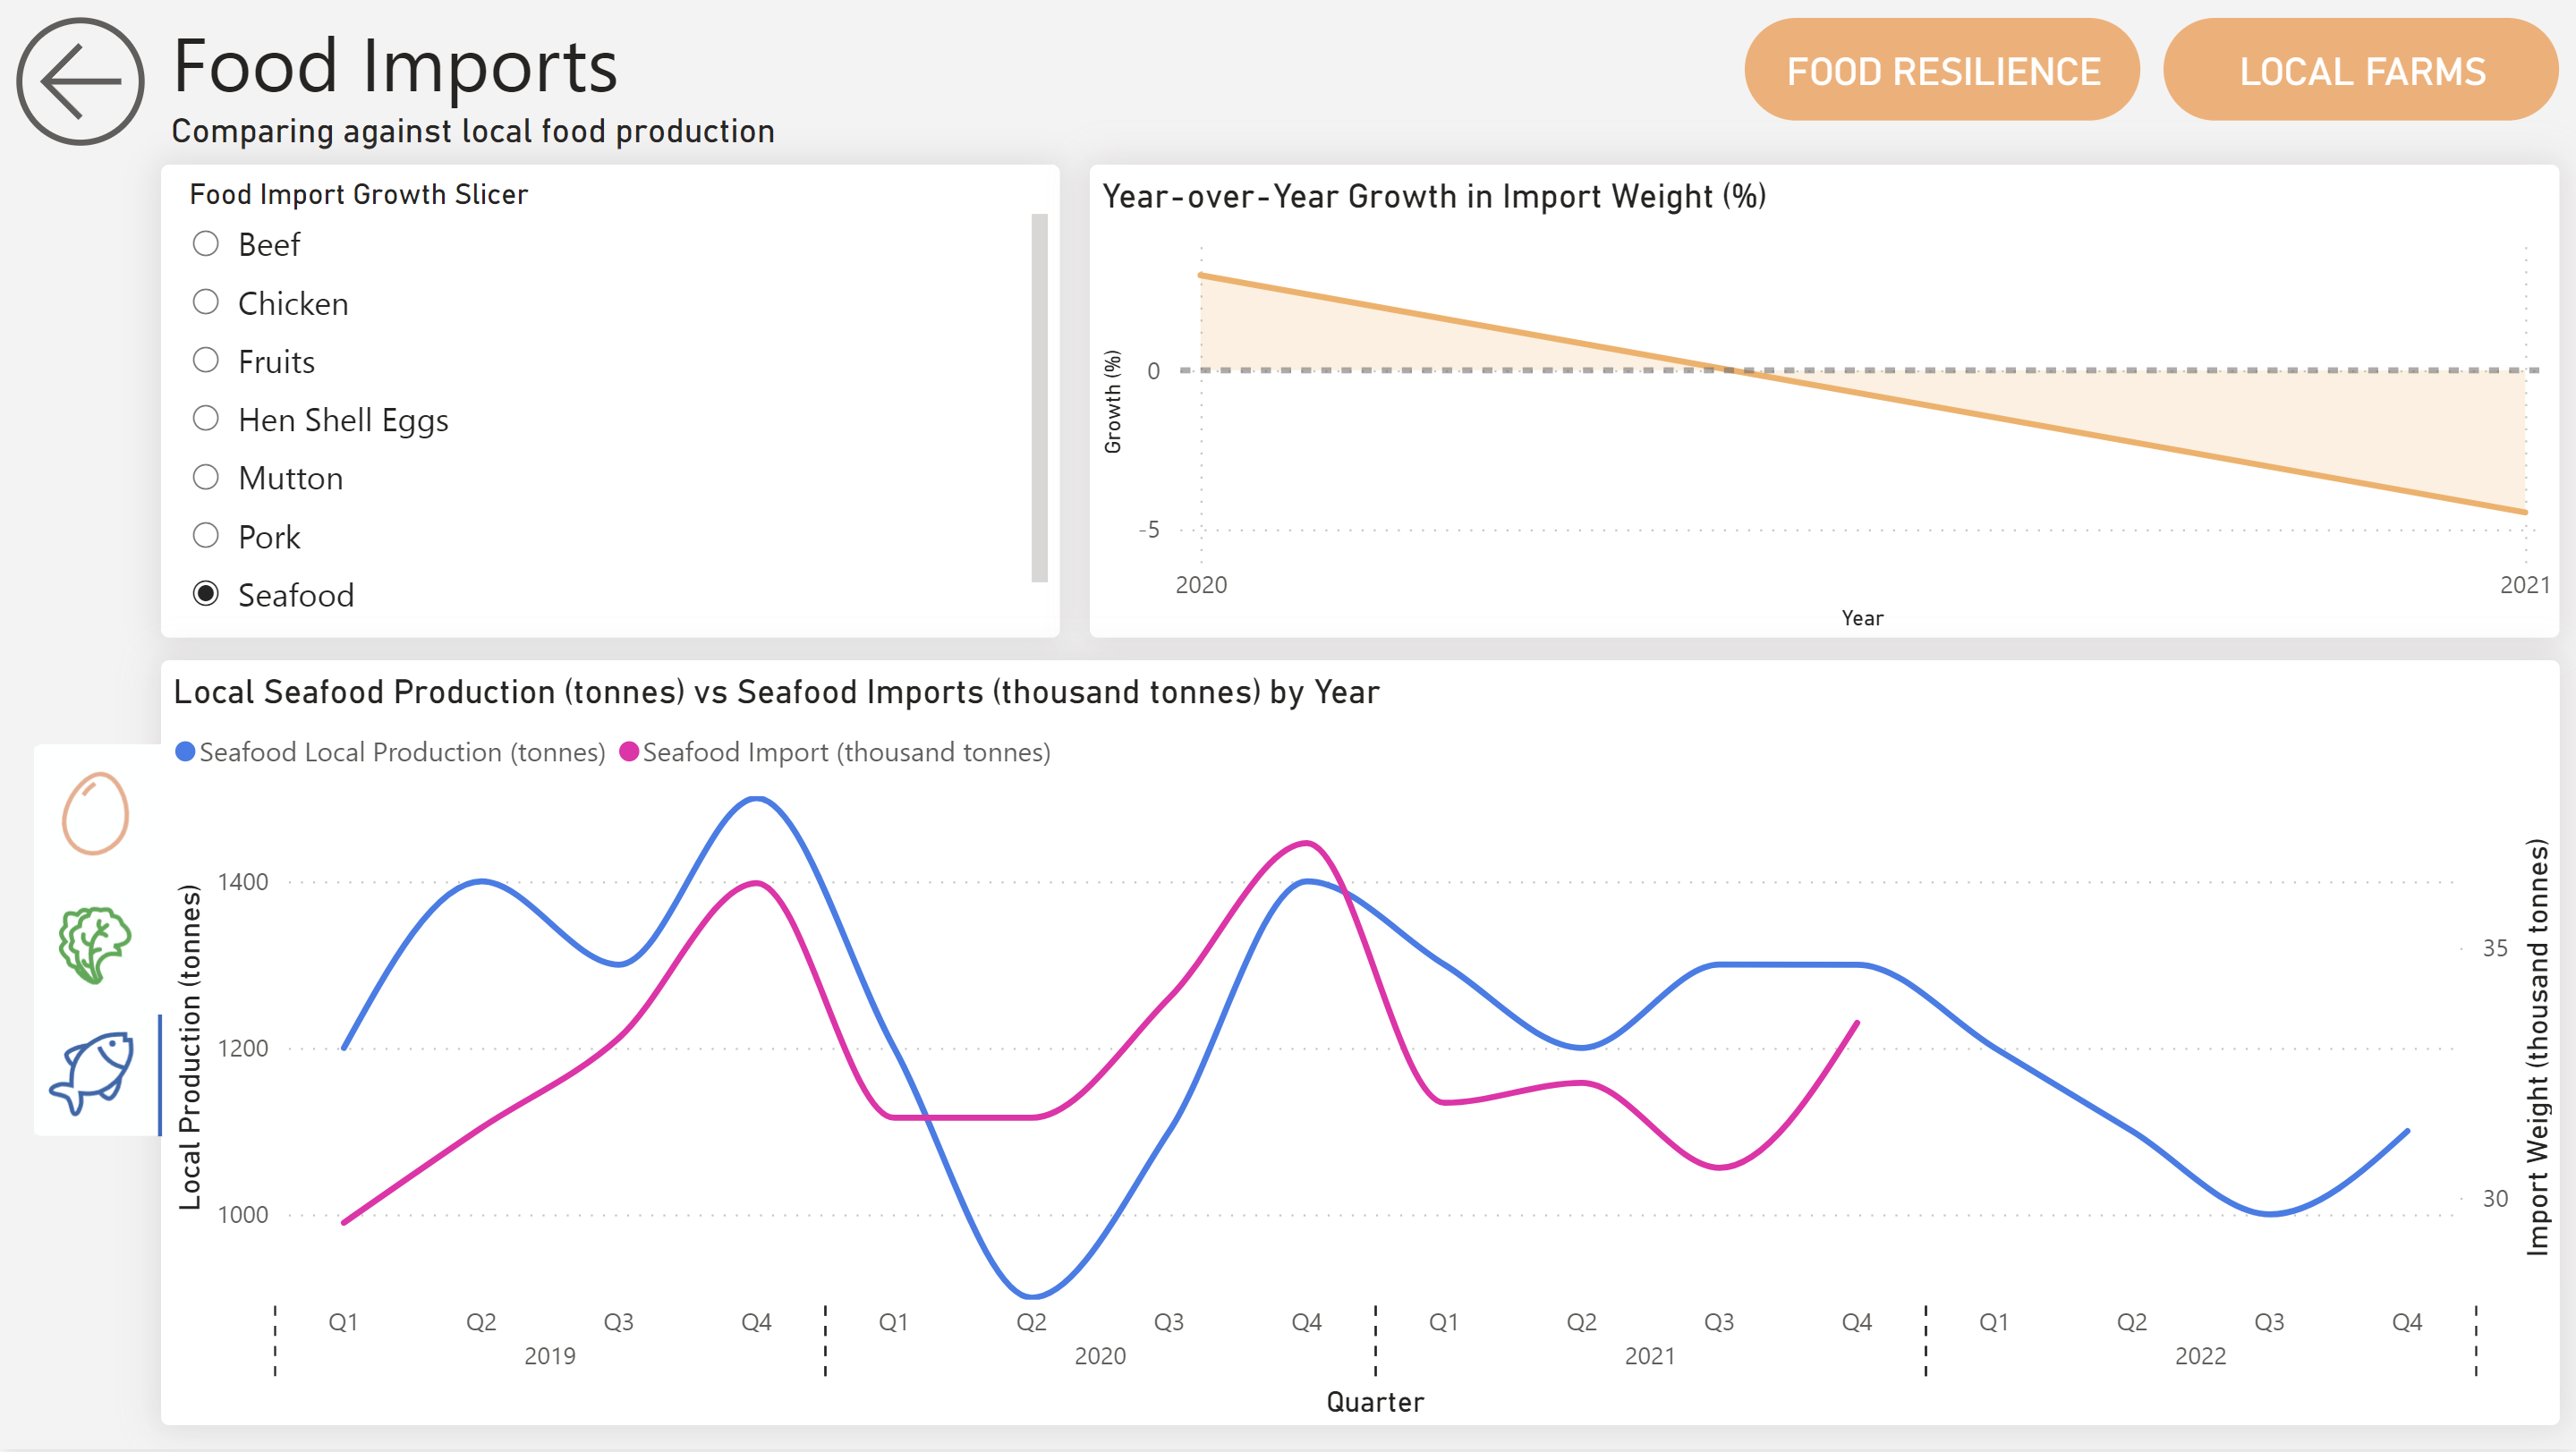 Food Imports
Comparing against local food production
FOOD RESILIENCE
LOCAL FARMS
Food Import Growth Slicer
Beef
Chicken
Fruits
Hen Shell Eggs
Mutton
Pork
Seafood
Year-over-Year Growth in Import Weight (%)
Growth (%)
0
-5
2020
2021
Year
Local Seafood Production (tonnes) vs Seafood Imports (thousand tonnes) by Year
Seafood Local Production (tonnes)
Seafood Import (thousand tonnes)
Local Production (tonnes)
1400
1200
1000
35
30
Import Weight (thousand tonnes)
Q1 Q2 Q3 Q4 Q1 Q2 Q3 Q4 Q1 Q2 Q3 Q4 Q1 Q2 Q3 Q4
2019 2020 2021 2022
Quarter